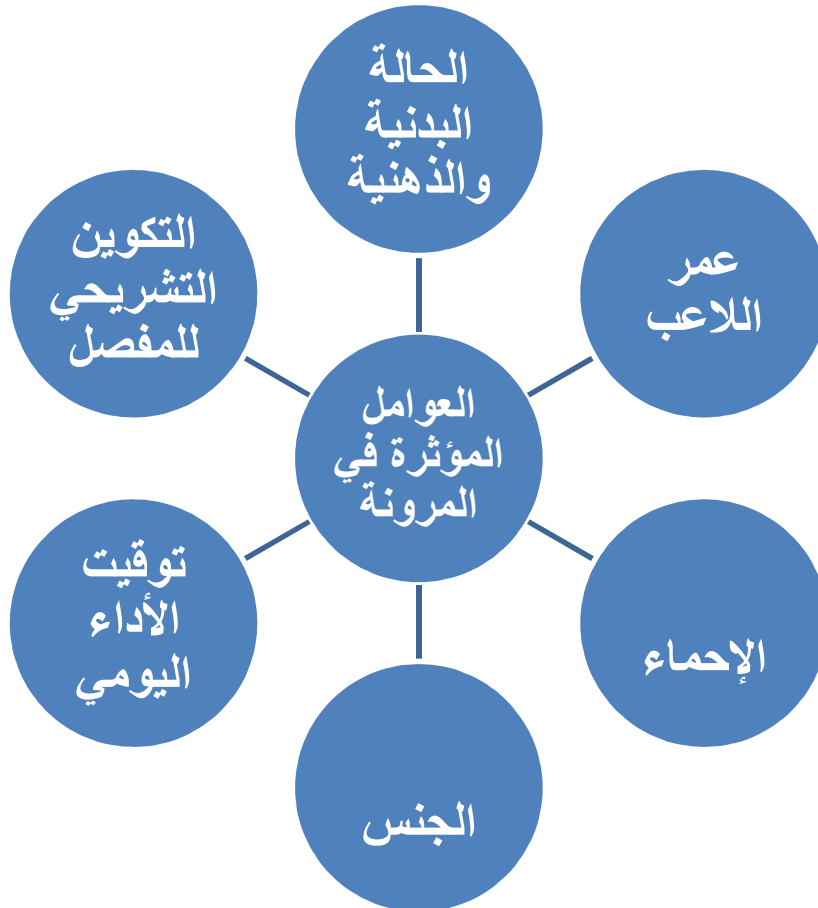 الحالة
البدنية
والذهنية
عمر
اللاعب
التكوين
التشريحي
للمفصل
العوامل
المؤثرة في
المرونة
توقيت
الأداء
اليومي
الإحماء
الجنس